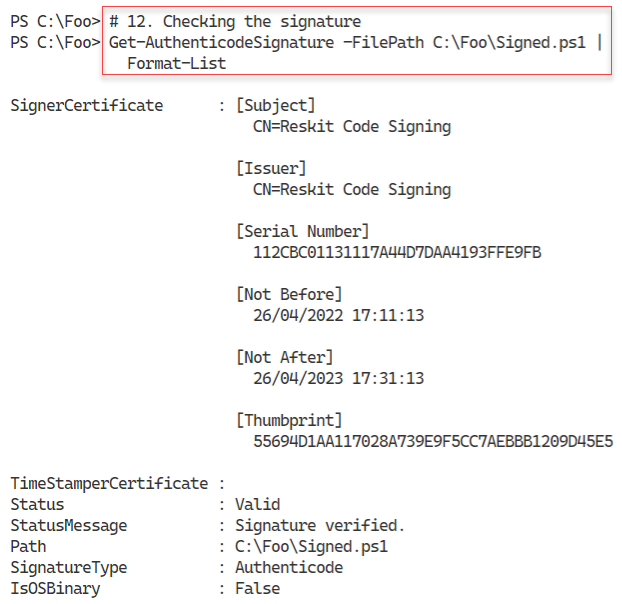 PS C:\Foo> # 12. Checking the signature
PS C:\Foo> Get-AuthenticodeSignature -FilePath C:\Foo\Signed.ps1 |
Format-List
SignerCertificate : [Subject]
CN=Reskit Code Signing
[Issuer]
CN=Reskit Code Signing
[Serial Number]
112CBC01131117A44D7DAA4193FFE9FB
[Not Before]
26/04/2022 17:11:13
[Not After]
26/04/2023 17:31:13
[Thumbprint]
55694D1AA117028A739E9F5CC7AEBBB1209D45E5
TimeStamperCertificate :
Status : Valid
StatusMessage : Signature verified.
Path : C:\Foo\Signed.ps1
SignatureType : Authenticode
IsOSBinary : False